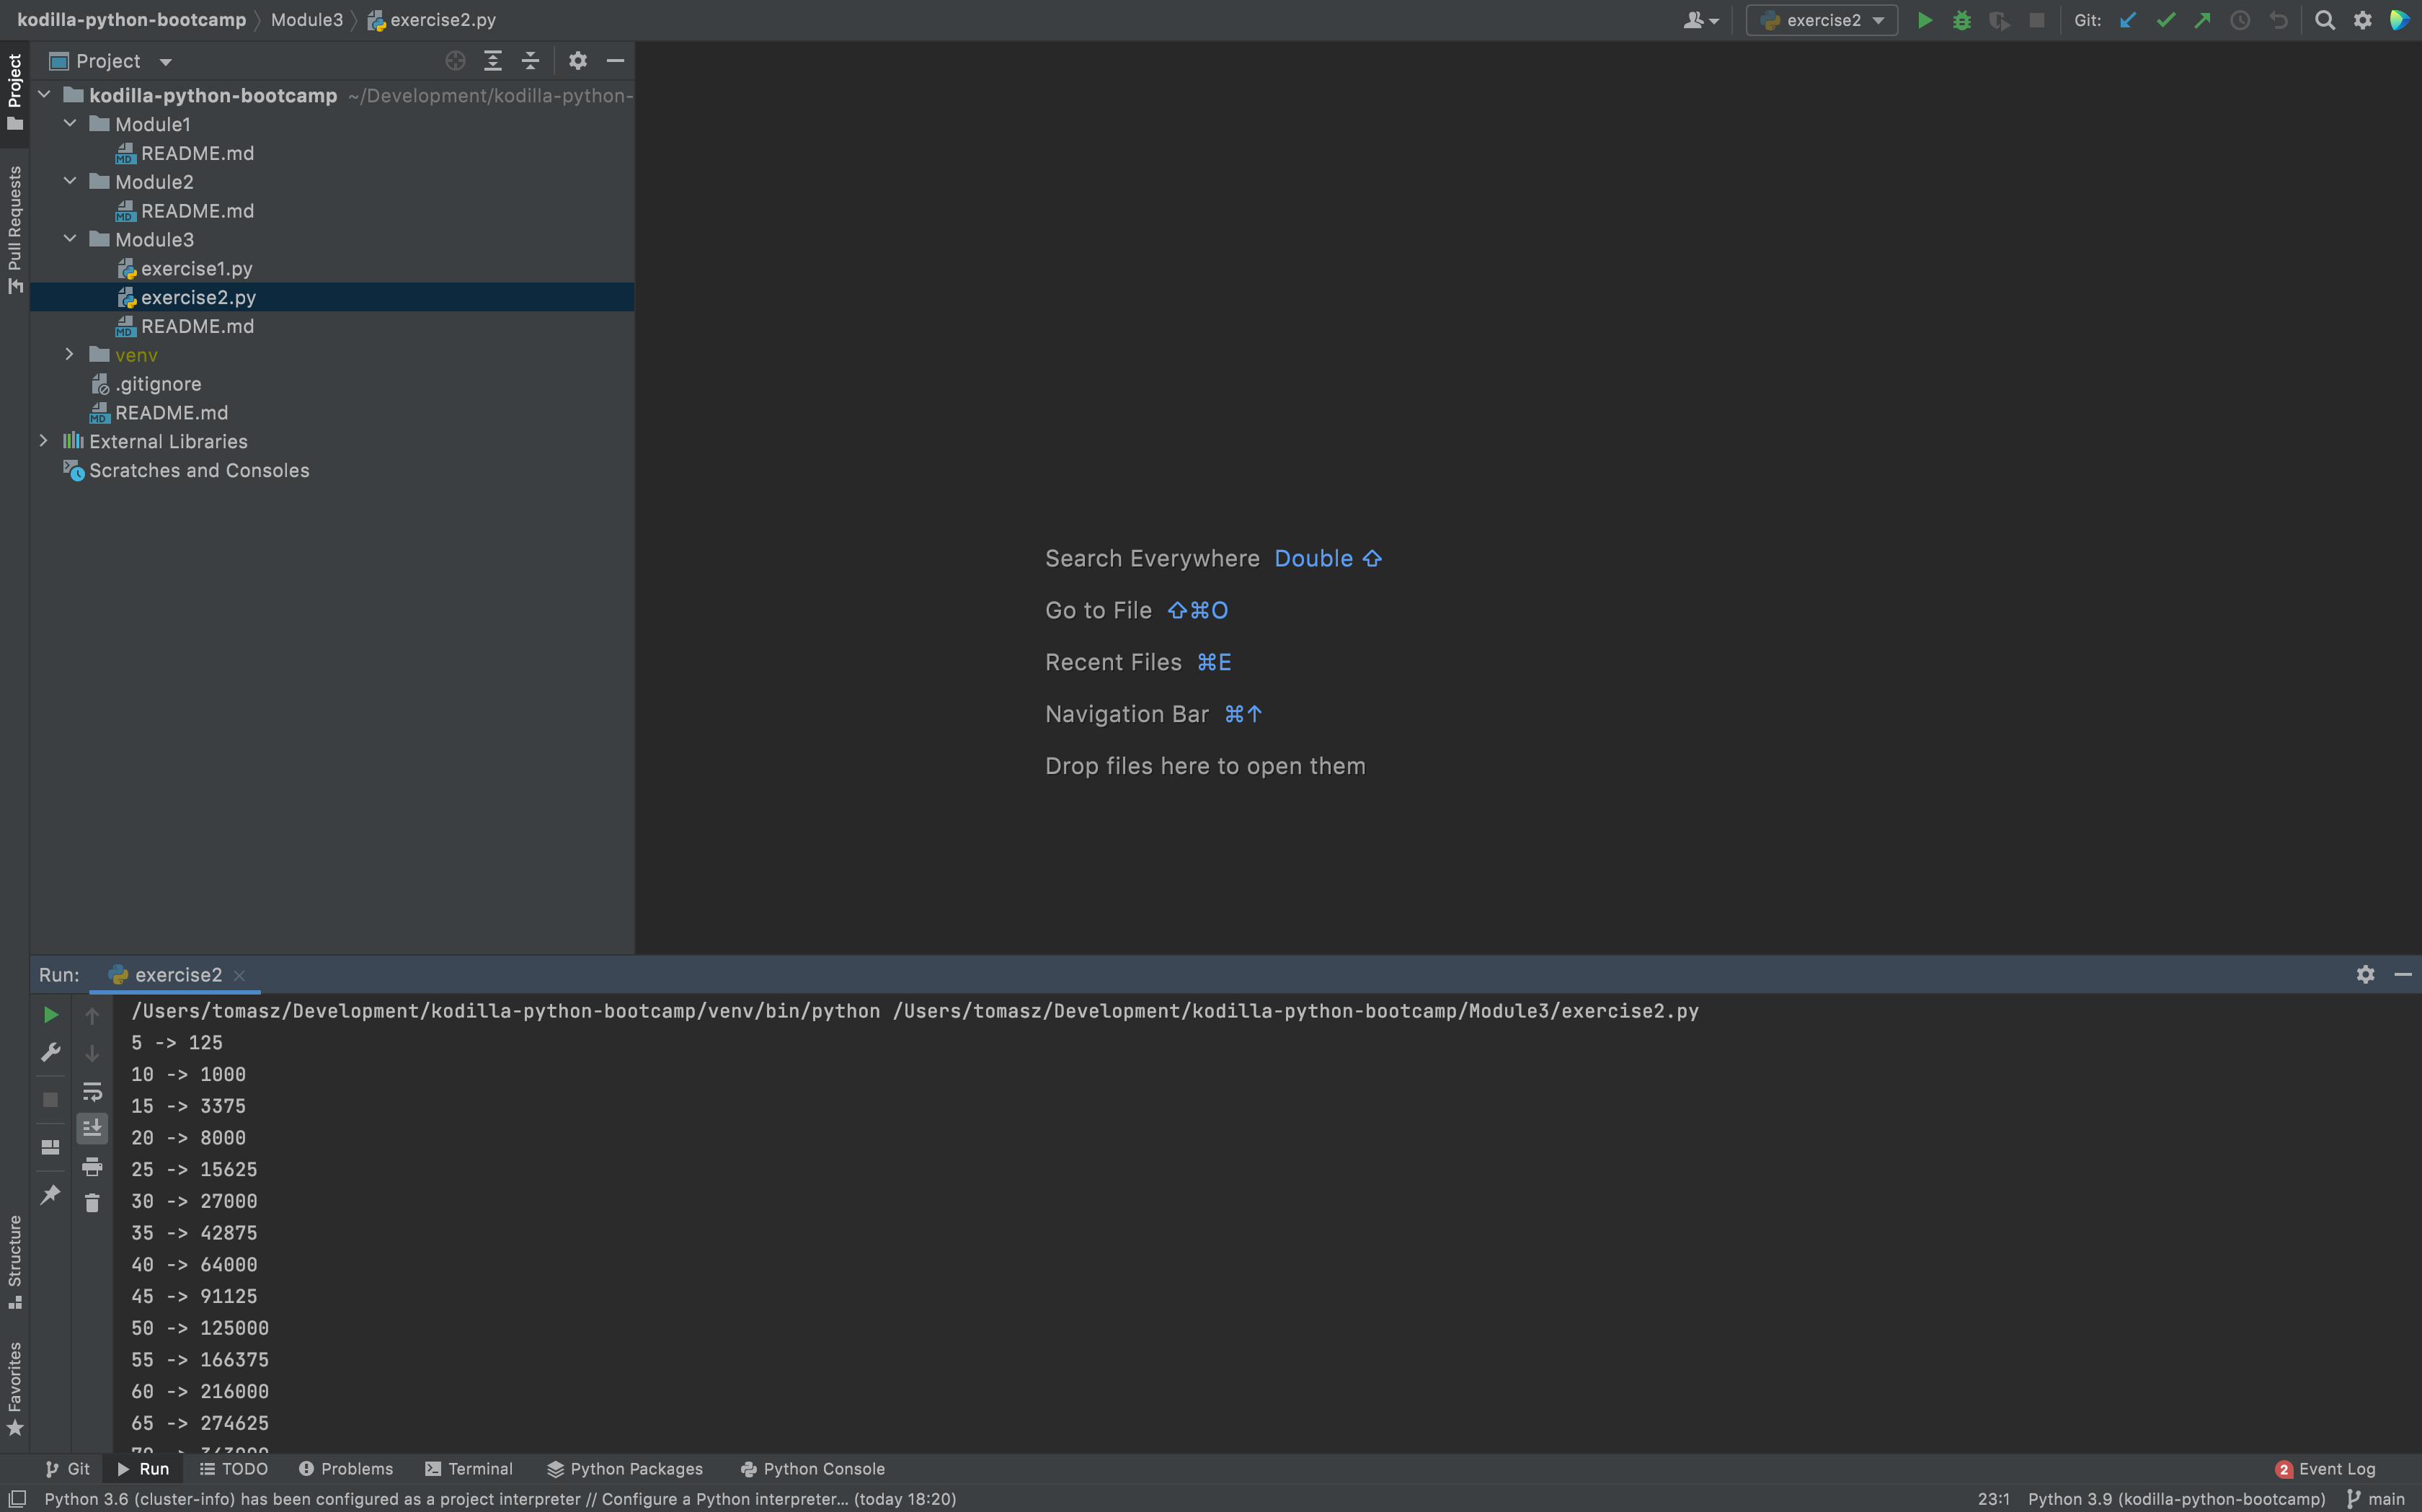 kodilla-python-bootcamp Module3 exercise2.py
exercise2 Git:
Project
kodilla-python-bootcamp ~/Development/kodilla-python-
Module1
README.md
Module2
README.md
Module3
exercise1.py
exercise2.py
README.md
venv
.gitignore
README.md
External Libraries
Scratches and Consoles
Project
Pull Requests
Structure
Favorites
Search Everywhere Double ⇧
Go to File ⇧⌘O
Recent Files ⌘E
Navigation Bar ⌘↑
Drop files here to open them
Run: exercise2
/Users/tomasz/Development/kodilla-python-bootcamp/venv/bin/python /Users/tomasz/Development/kodilla-python-bootcamp/Module3/exercise2.py
5 -> 125
10 -> 1000
15 -> 3375
20 -> 8000
25 -> 15625
30 -> 27000
35 -> 42875
40 -> 64000
45 -> 91125
50 -> 125000
55 -> 166375
60 -> 216000
65 -> 274625
70 -> 343000
Git Run TODO Problems Terminal Python Packages Python Console 2 Event Log
Python 3.6 (cluster-info) has been configured as a project interpreter // Configure a Python interpreter... (today 18:20) 23:1 Python 3.9 (kodilla-python-bootcamp) main